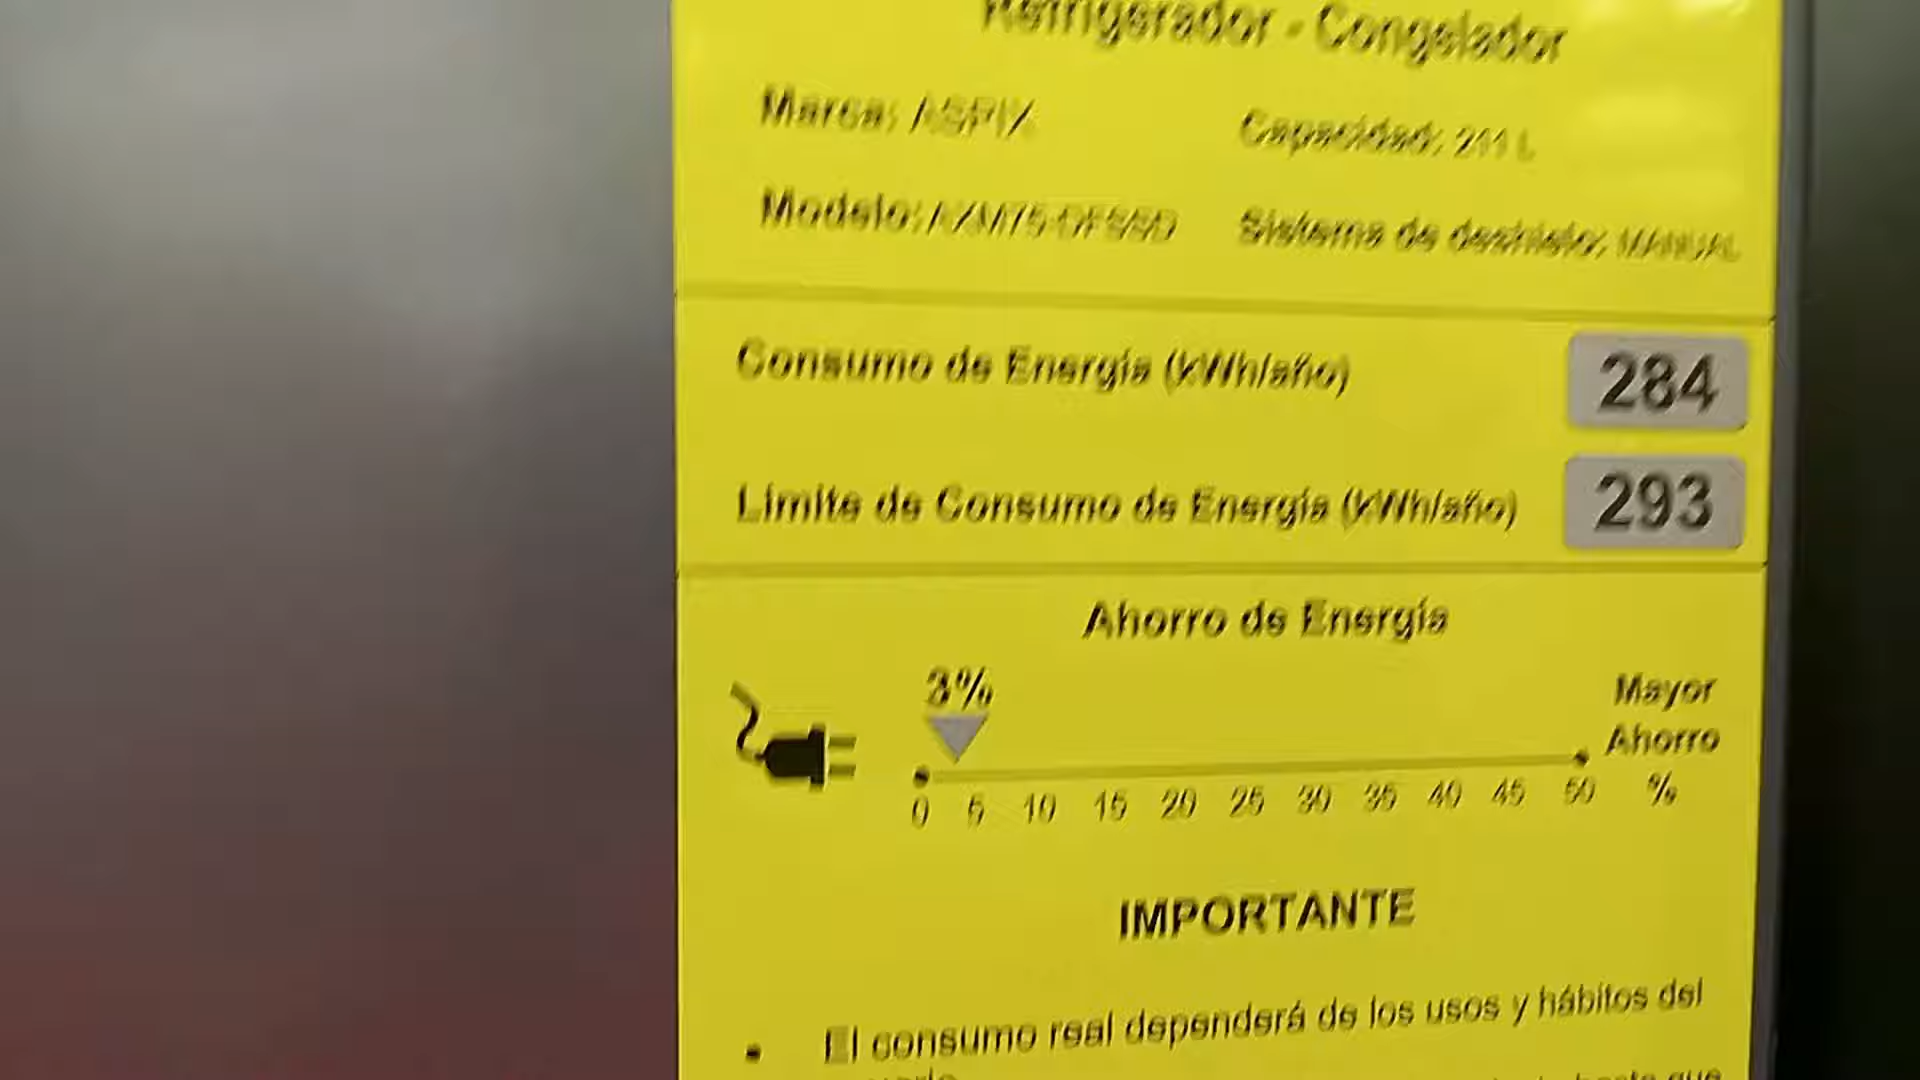 Refrigerador - Congelador
Marca: ASPIX Capacidad: 211 L
Modelo: Sistema de deshielo: MANUAL
Consumo de Energía (kWh/año) 284
Límite de Consumo de Energía (kWh/año) 293
Ahorro de Energía
3%
Mayor
Ahorro
0 5 10 15 20 25 30 35 40 45 50 %
IMPORTANTE
• El consumo real dependerá de los usos y hábitos del
hasta que